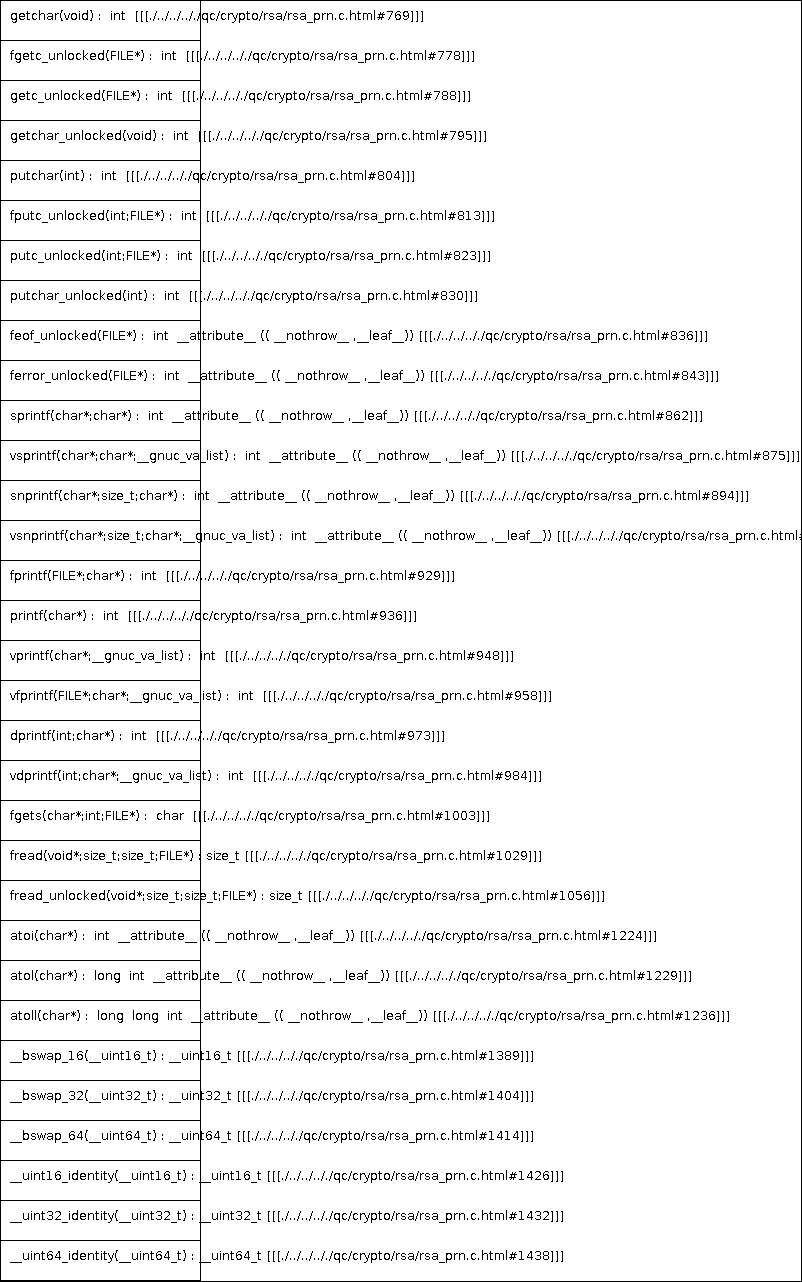 getchar(void) : int [[[./../../../../qc/crypto/rsa/rsa_prn.c.html#769]]]
fgetc_unlocked(FILE*) : int [[[./../../../../qc/crypto/rsa/rsa_prn.c.html#778]]]
getc_unlocked(FILE*) : int [[[./../../../../qc/crypto/rsa/rsa_prn.c.html#788]]]
getchar_unlocked(void) : int [[[./../../../../qc/crypto/rsa/rsa_prn.c.html#795]]]
putchar(int) : int [[[./../../../../qc/crypto/rsa/rsa_prn.c.html#804]]]
fputc_unlocked(int;FILE*) : int [[[./../../../../qc/crypto/rsa/rsa_prn.c.html#813]]]
putc_unlocked(int;FILE*) : int [[[./../../../../qc/crypto/rsa/rsa_prn.c.html#823]]]
putchar_unlocked(int) : int [[[./../../../../qc/crypto/rsa/rsa_prn.c.html#830]]]
feof_unlocked(FILE*) : int __attribute__ (( __nothrow__ ,__leaf__)) [[[./../../../../qc/crypto/rsa/rsa_prn.c.html#836]]]
ferror_unlocked(FILE*) : int __attribute__ (( __nothrow__ ,__leaf__)) [[[./../../../../qc/crypto/rsa/rsa_prn.c.html#843]]]
sprintf(char*;char*) : int __attribute__ (( __nothrow__ ,__leaf__)) [[[./../../../../qc/crypto/rsa/rsa_prn.c.html#862]]]
vsprintf(char*;char*;__gnuc_va_list) : int __attribute__ (( __nothrow__ ,__leaf__)) [[[./../../../../qc/crypto/rsa/rsa_prn.c.html#875]]]
snprintf(char*;size_t;char*) : int __attribute__ (( __nothrow__ ,__leaf__)) [[[./../../../../qc/crypto/rsa/rsa_prn.c.html#894]]]
vsnprintf(char*;size_t;char*;__gnuc_va_list) : int __attribute__ (( __nothrow__ ,__leaf__)) [[[./../../../../qc/crypto/rsa/rsa_prn.c.html
fprintf(FILE*;char*) : int [[[./../../../../qc/crypto/rsa/rsa_prn.c.html#929]]]
printf(char*) : int [[[./../../../../qc/crypto/rsa/rsa_prn.c.html#936]]]
vprintf(char*;__gnuc_va_list) : int [[[./../../../../qc/crypto/rsa/rsa_prn.c.html#948]]]
vfprintf(FILE*;char*;__gnuc_va_list) : int [[[./../../../../qc/crypto/rsa/rsa_prn.c.html#958]]]
dprintf(int;char*) : int [[[./../../../../qc/crypto/rsa/rsa_prn.c.html#973]]]
vdprintf(int;char*;__gnuc_va_list) : int [[[./../../../../qc/crypto/rsa/rsa_prn.c.html#984]]]
fgets(char*;int;FILE*) : char [[[./../../../../qc/crypto/rsa/rsa_prn.c.html#1003]]]
fread(void*;size_t;size_t;FILE*) : size_t [[[./../../../../qc/crypto/rsa/rsa_prn.c.html#1029]]]
fread_unlocked(void*;size_t;size_t;FILE*) : size_t [[[./../../../../qc/crypto/rsa/rsa_prn.c.html#1056]]]
atoi(char*) : int __attribute__ (( __nothrow__ ,__leaf__)) [[[./../../../../qc/crypto/rsa/rsa_prn.c.html#1224]]]
atol(char*) : long int __attribute__ (( __nothrow__ ,__leaf__)) [[[./../../../../qc/crypto/rsa/rsa_prn.c.html#1229]]]
atoll(char*) : long long int __attribute__ (( __nothrow__ ,__leaf__)) [[[./../../../../qc/crypto/rsa/rsa_prn.c.html#1236]]]
__bswap_16(__uint16_t) : __uint16_t [[[./../../../../qc/crypto/rsa/rsa_prn.c.html#1389]]]
__bswap_32(__uint32_t) : __uint32_t [[[./../../../../qc/crypto/rsa/rsa_prn.c.html#1404]]]
__bswap_64(__uint64_t) : __uint64_t [[[./../../../../qc/crypto/rsa/rsa_prn.c.html#1414]]]
__uint16_identity(__uint16_t) : __uint16_t [[[./../../../../qc/crypto/rsa/rsa_prn.c.html#1426]]]
__uint32_identity(__uint32_t) : __uint32_t [[[./../../../../qc/crypto/rsa/rsa_prn.c.html#1432]]]
__uint64_identity(__uint64_t) : __uint64_t [[[./../../../../qc/crypto/rsa/rsa_prn.c.html#1438]]]